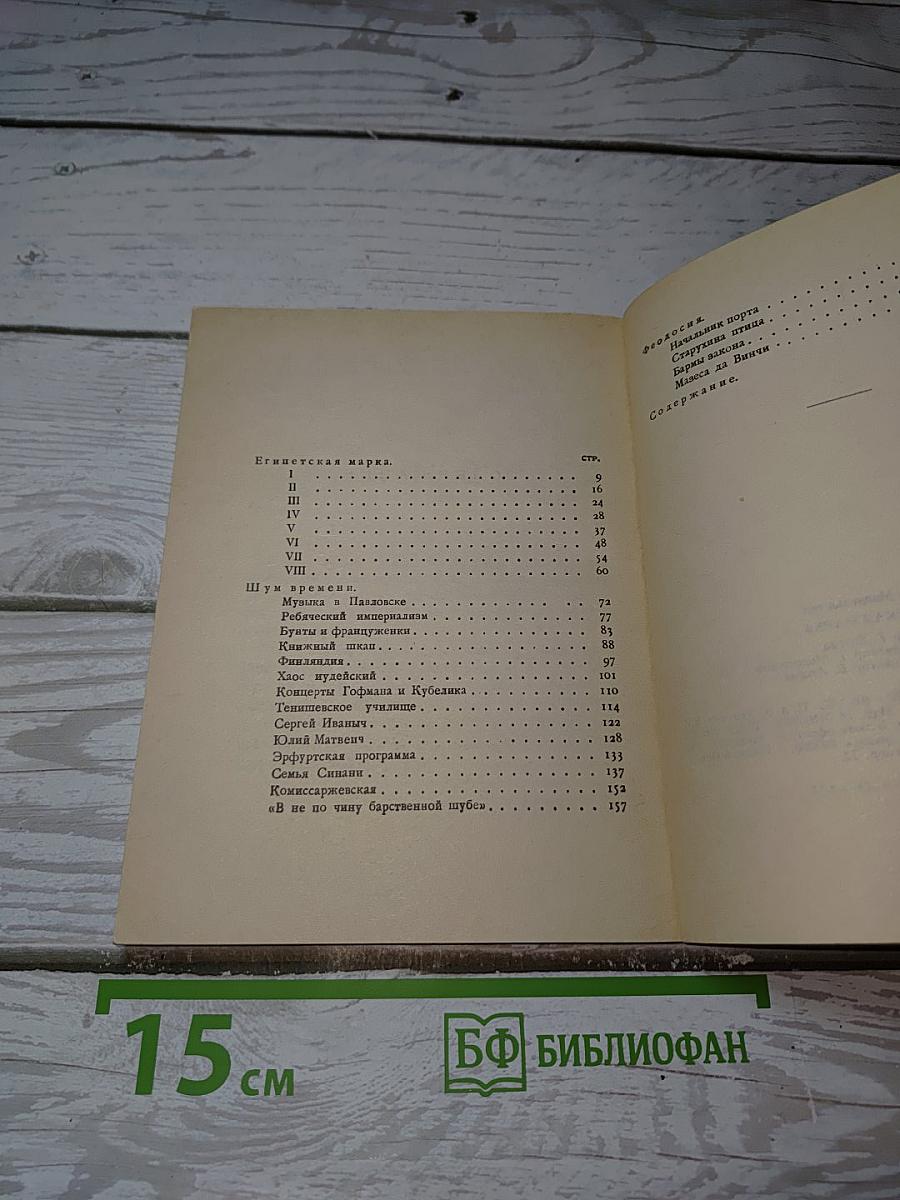 Египетская марка.
СТР.
I . . . . . . . . . . . . . . . . . . . . . . 9
II . . . . . . . . . . . . . . . . . . . . . . 16
III . . . . . . . . . . . . . . . . . . . . . . 24
IV . . . . . . . . . . . . . . . . . . . . . . 28
V . . . . . . . . . . . . . . . . . . . . . . 37
VI . . . . . . . . . . . . . . . . . . . . . . 48
VII . . . . . . . . . . . . . . . . . . . . . . 54
VIII . . . . . . . . . . . . . . . . . . . . . . 60
Шум времени.
Музыка в Павловске . . . . . . . . . . . . 72
Ребяческий империализм . . . . . . . . . . . . 77
Бунты и француженки . . . . . . . . . . . . 83
Книжный шкап . . . . . . . . . . . . . . . . 88
Финляндия . . . . . . . . . . . . . . . . . . 97
Хаос иудейский . . . . . . . . . . . . . . . . 101
Концерты Гофмана и Кубелика . . . . . . . . . . 110
Тенишевское училище . . . . . . . . . . . . . . 114
Сергей Иваныч . . . . . . . . . . . . . . . . 122
Юлий Матвеич . . . . . . . . . . . . . . . . 128
Эрфуртская программа . . . . . . . . . . . . . . 133
Семья Синани . . . . . . . . . . . . . . . . . . 137
Комиссаржевская . . . . . . . . . . . . . . . . 152
«В не по чину барственной шубе» . . . . . . . . 157
Феодосия.
Начальник порта . . . . . . . .
Старухина птица . . . . . . . .
Бармы закона . . . . . . . .
Мазеса да Винчи . . . . . . . .
Содержание.
15 см
БФ БИБЛИОФАН